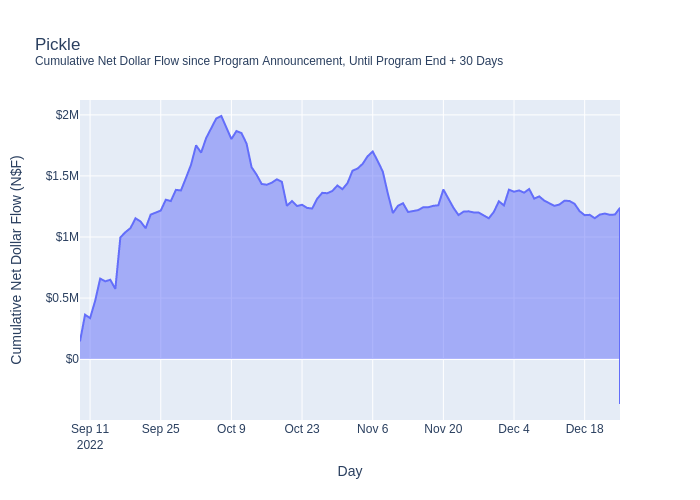 Pickle
Cumulative Net Dollar Flow since Program Announcement, Until Program End + 30 Days
Cumulative Net Dollar Flow (N$F)
$2M
$1.5M
$1M
$0.5M
$0
Sep 11
2022
Sep 25
Oct 9
Oct 23
Nov 6
Nov 20
Dec 4
Dec 18
Day